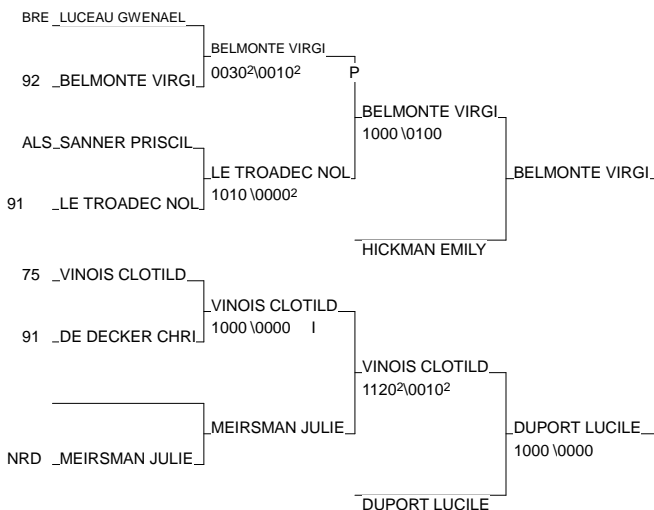 BRE LUCEAU GWENAEL
BELMONTE VIRGI
0030²\0010² P
92 BELMONTE VIRGI
BELMONTE VIRGI
1000 \0100
ALS SANNER PRISCIL
LE TROADEC NOL
1010 \0000²
BELMONTE VIRGI
91 LE TROADEC NOL
HICKMAN EMILY
75 VINOIS CLOTILD
VINOIS CLOTILD
1000 \0000 I
91 DE DECKER CHRI
VINOIS CLOTILD
1120²\0010²
MEIRSMAN JULIE
DUPORT LUCILE
1000 \0000
NRD MEIRSMAN JULIE
DUPORT LUCILE